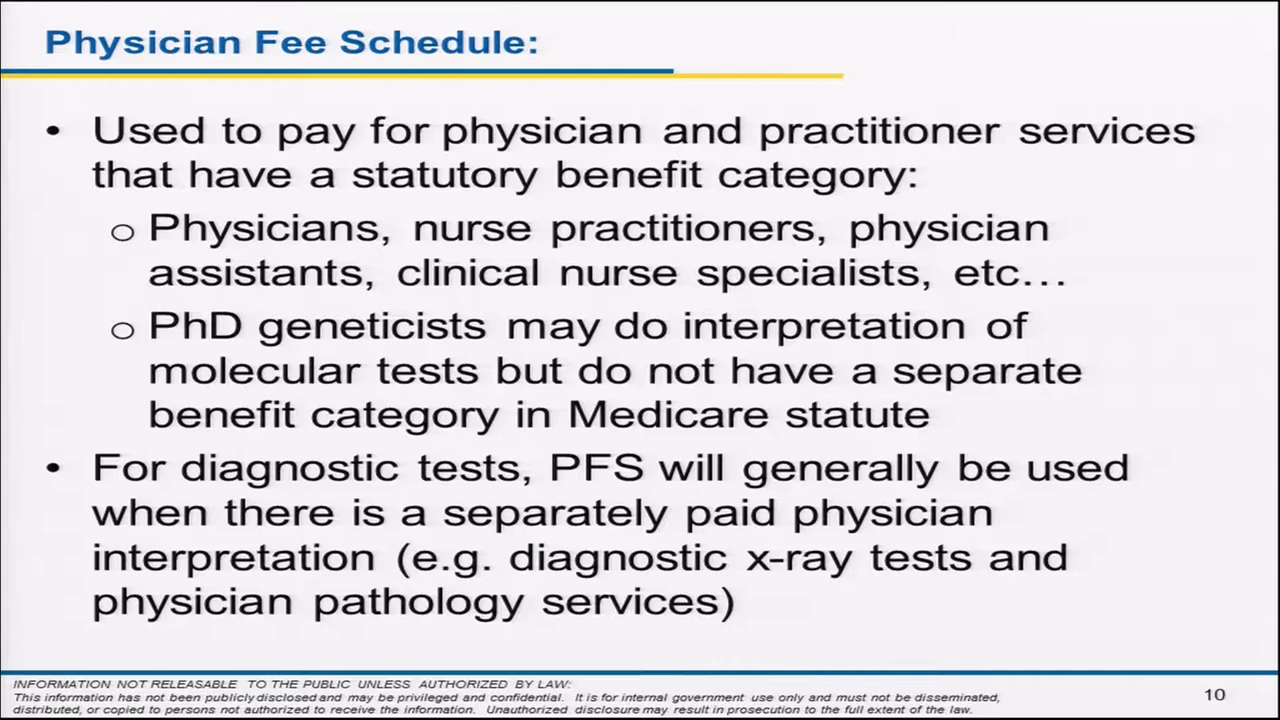 Physician Fee Schedule:
• Used to pay for physician and practitioner services
that have a statutory benefit category:
o Physicians, nurse practitioners, physician
assistants, clinical nurse specialists, etc…
o PhD geneticists may do interpretation of
molecular tests but do not have a separate
benefit category in Medicare statute
• For diagnostic tests, PFS will generally be used
when there is a separately paid physician
interpretation (e.g. diagnostic x-ray tests and
physician pathology services)
INFORMATION NOT RELEASABLE TO THE PUBLIC UNLESS AUTHORIZED BY LAW:
This information has not been publicly disclosed and may be privileged and confidential. It is for internal government use only and must not be disseminated,
distributed, or copied to persons not authorized to receive the information. Unauthorized disclosure may result in prosecution to the full extent of the law.
10